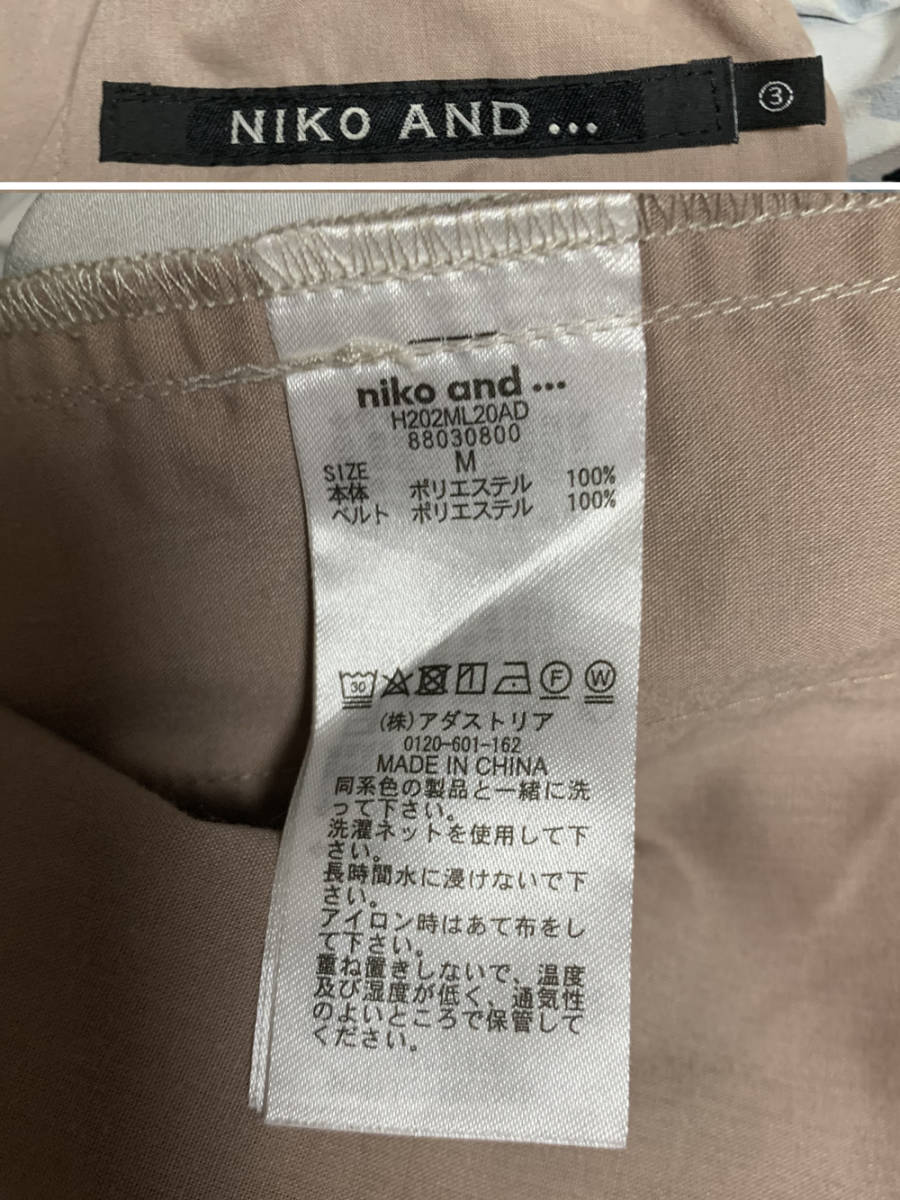 NIKO AND ...
③
niko and ...
H202ML20AD
88030800
SIZE M
本体 ポリエステル 100%
ベルト ポリエステル 100%
30 F W
(株)アダストリア
0120-601-162
MADE IN CHINA
同系色の製品と一緒に洗
って下さい。
洗濯ネットを使用して下
さい。
長時間水に浸けないで下
さい。
アイロン時はあて布をし
て下さい。
重ね置きしないで、温度
及び湿度が低く、通気性
のよいところで保管して
ください。